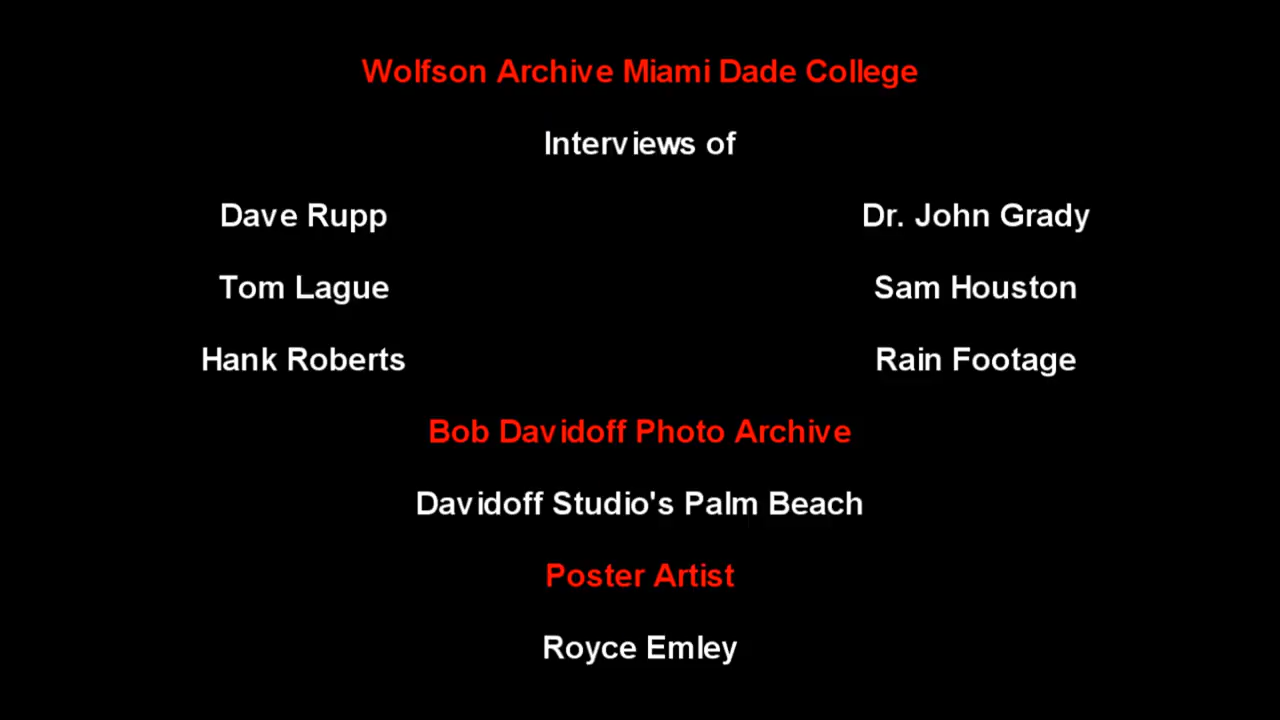 Wolfson Archive Miami Dade College
Interviews of
Dave Rupp Dr. John Grady
Tom Lague Sam Houston
Hank Roberts Rain Footage
Bob Davidoff Photo Archive
Davidoff Studio's Palm Beach
Poster Artist
Royce Emley